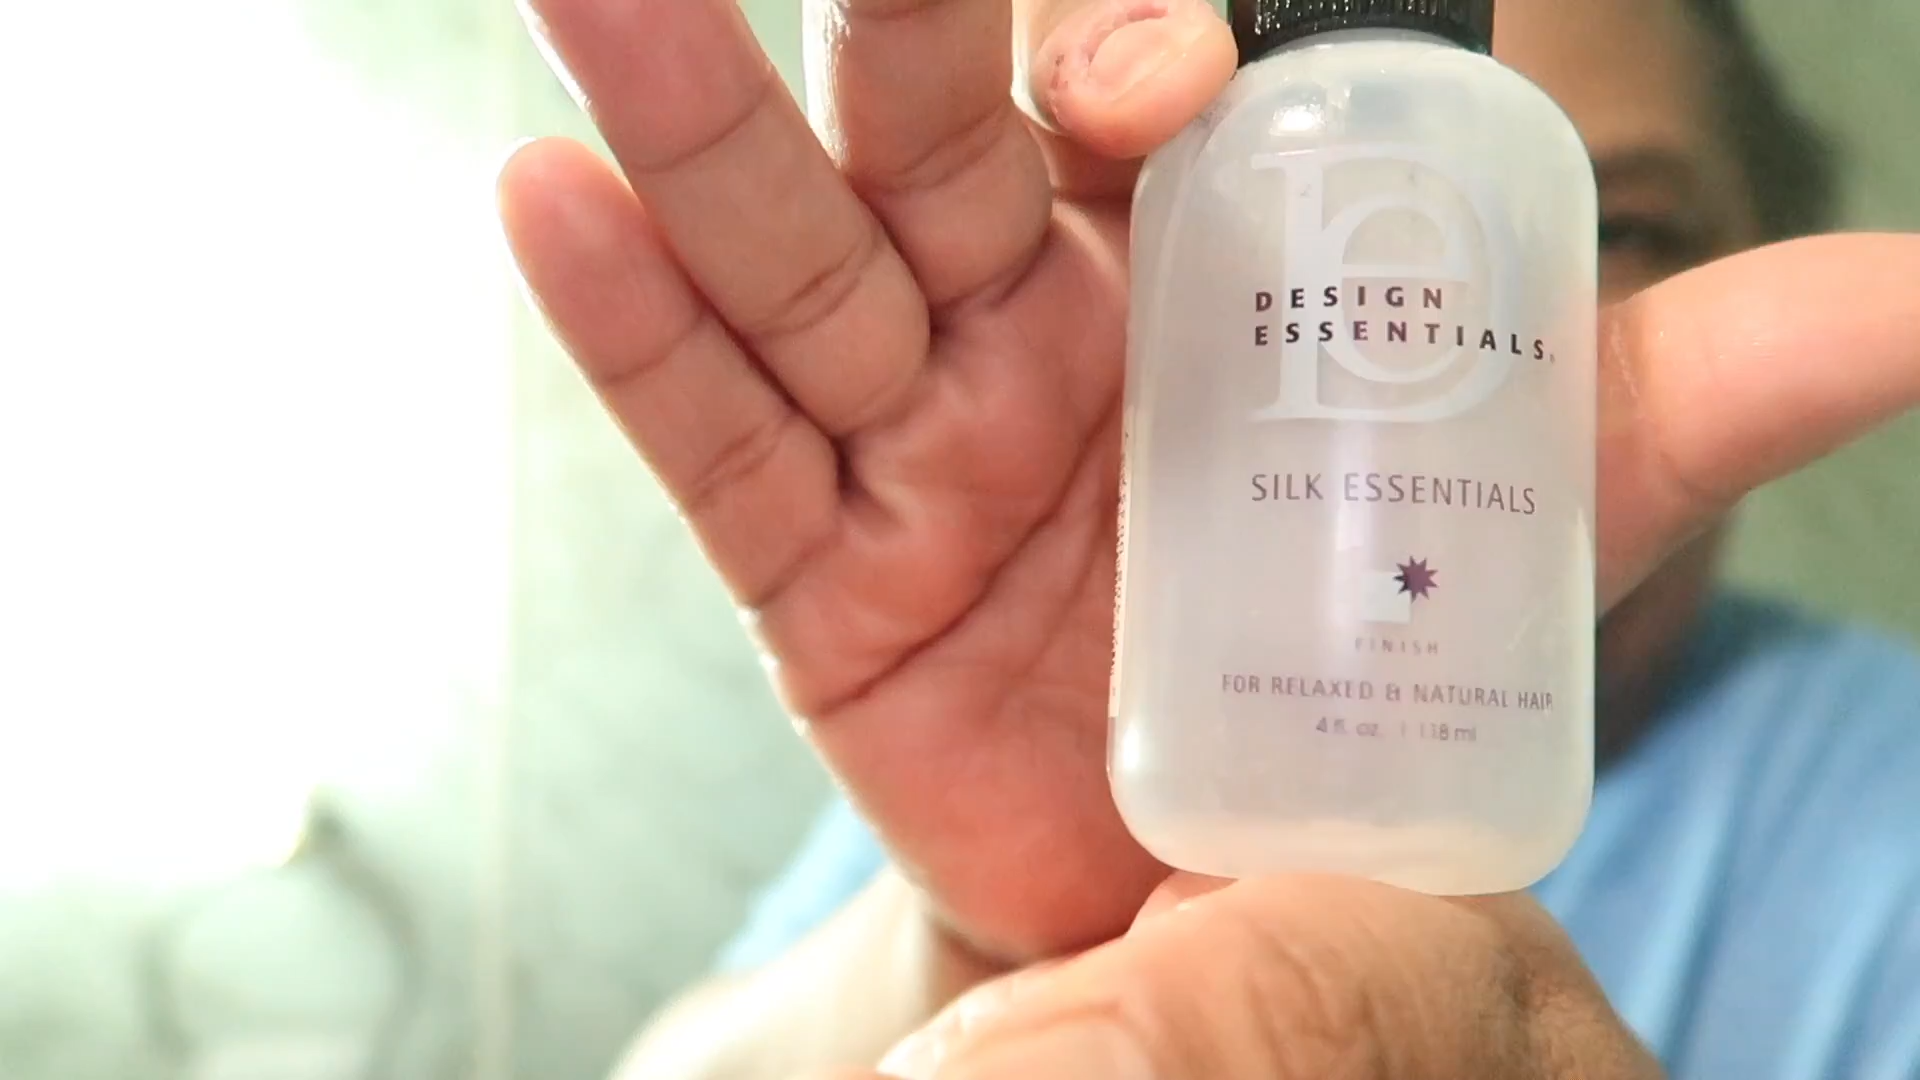 DESIGN
ESSENTIALS®
SILK ESSENTIALS
FINISH
FOR RELAXED & NATURAL HAIR
4 fl. oz. | 118 ml